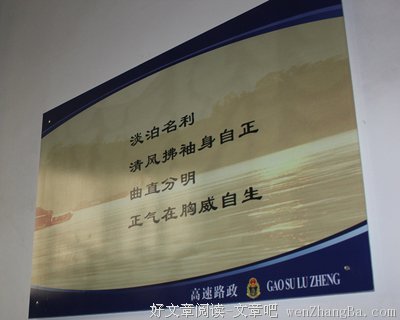 淡泊名利
清风拂袖身自正
曲直分明
正气在胸威自生
高速路政 GAO SU LU ZHENG
好文章阅读-文章吧 wenZhangBa.com